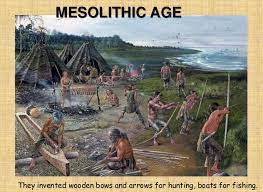 MESOLITHIC AGE
They invented wooden bows and arrows for hunting, boats for fishing.